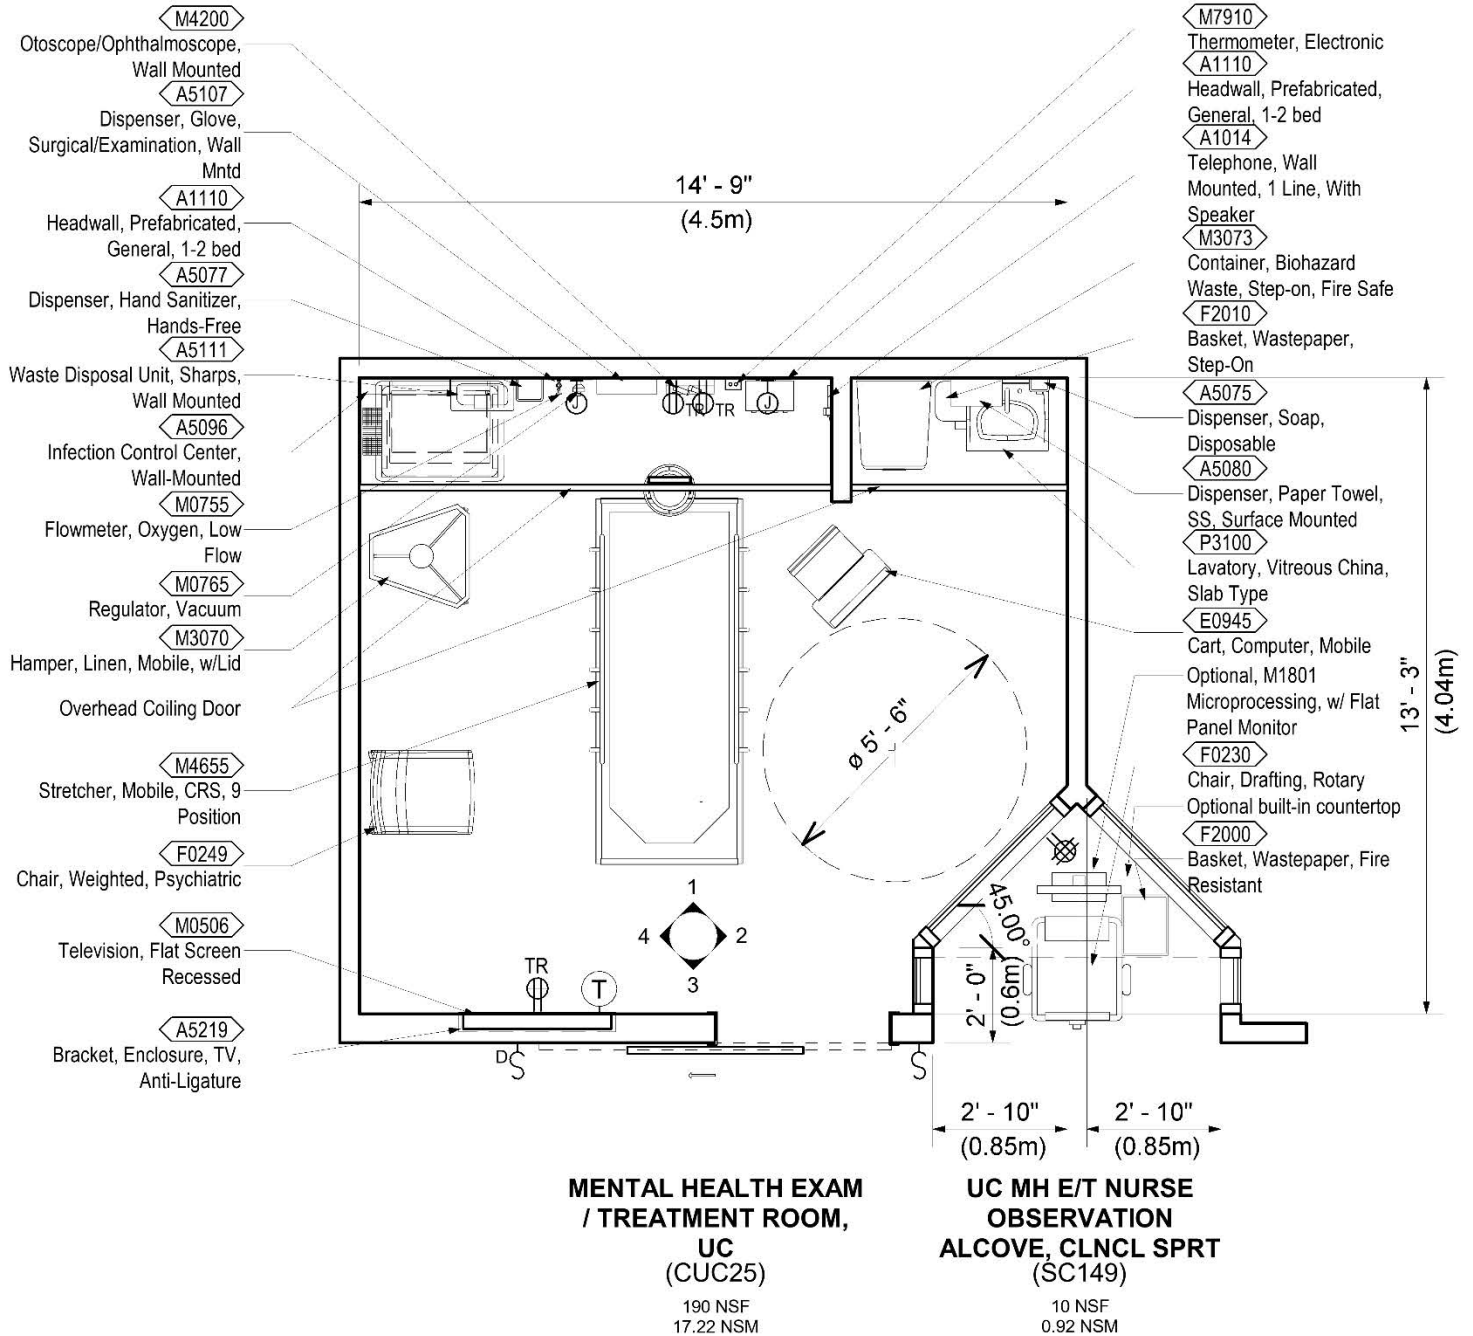 M4200
Otoscope/Ophthalmoscope,
Wall Mounted
A5107
Dispenser, Glove,
Surgical/Examination, Wall
Mntd
A1110
Headwall, Prefabricated,
General, 1-2 bed
A5077
Dispenser, Hand Sanitizer,
Hands-Free
A5111
Waste Disposal Unit, Sharps,
Wall Mounted
A5096
Infection Control Center,
Wall-Mounted
M0755
Flowmeter, Oxygen, Low
Flow
M0765
Regulator, Vacuum
M3070
Hamper, Linen, Mobile, w/Lid
Overhead Coiling Door
M4655
Stretcher, Mobile, CRS, 9
Position
F0249
Chair, Weighted, Psychiatric
M0506
Television, Flat Screen
Recessed
A5219
Bracket, Enclosure, TV,
Anti-Ligature
14' - 9"
(4.5m)
J
TR
TR
J
ø 5' - 6"
1
4
2
3
TR
T
D
S
S
45.00°
2' - 0"
(0.6m)
2' - 10"
(0.85m)
2' - 10"
(0.85m)
13' - 3"
(4.04m)
M7910
Thermometer, Electronic
A1110
Headwall, Prefabricated,
General, 1-2 bed
A1014
Telephone, Wall
Mounted, 1 Line, With
Speaker
M3073
Container, Biohazard
Waste, Step-on, Fire Safe
F2010
Basket, Wastepaper,
Step-On
A5075
Dispenser, Soap,
Disposable
A5080
Dispenser, Paper Towel,
SS, Surface Mounted
P3100
Lavatory, Vitreous China,
Slab Type
E0945
Cart, Computer, Mobile
Optional, M1801
Microprocessing, w/ Flat
Panel Monitor
F0230
Chair, Drafting, Rotary
Optional built-in countertop
F2000
Basket, Wastepaper, Fire
Resistant
MENTAL HEALTH EXAM
/ TREATMENT ROOM,
UC
(CUC25)
190 NSF
17.22 NSM
UC MH E/T NURSE
OBSERVATION
ALCOVE, CLNCL SPRT
(SC149)
10 NSF
0.92 NSM